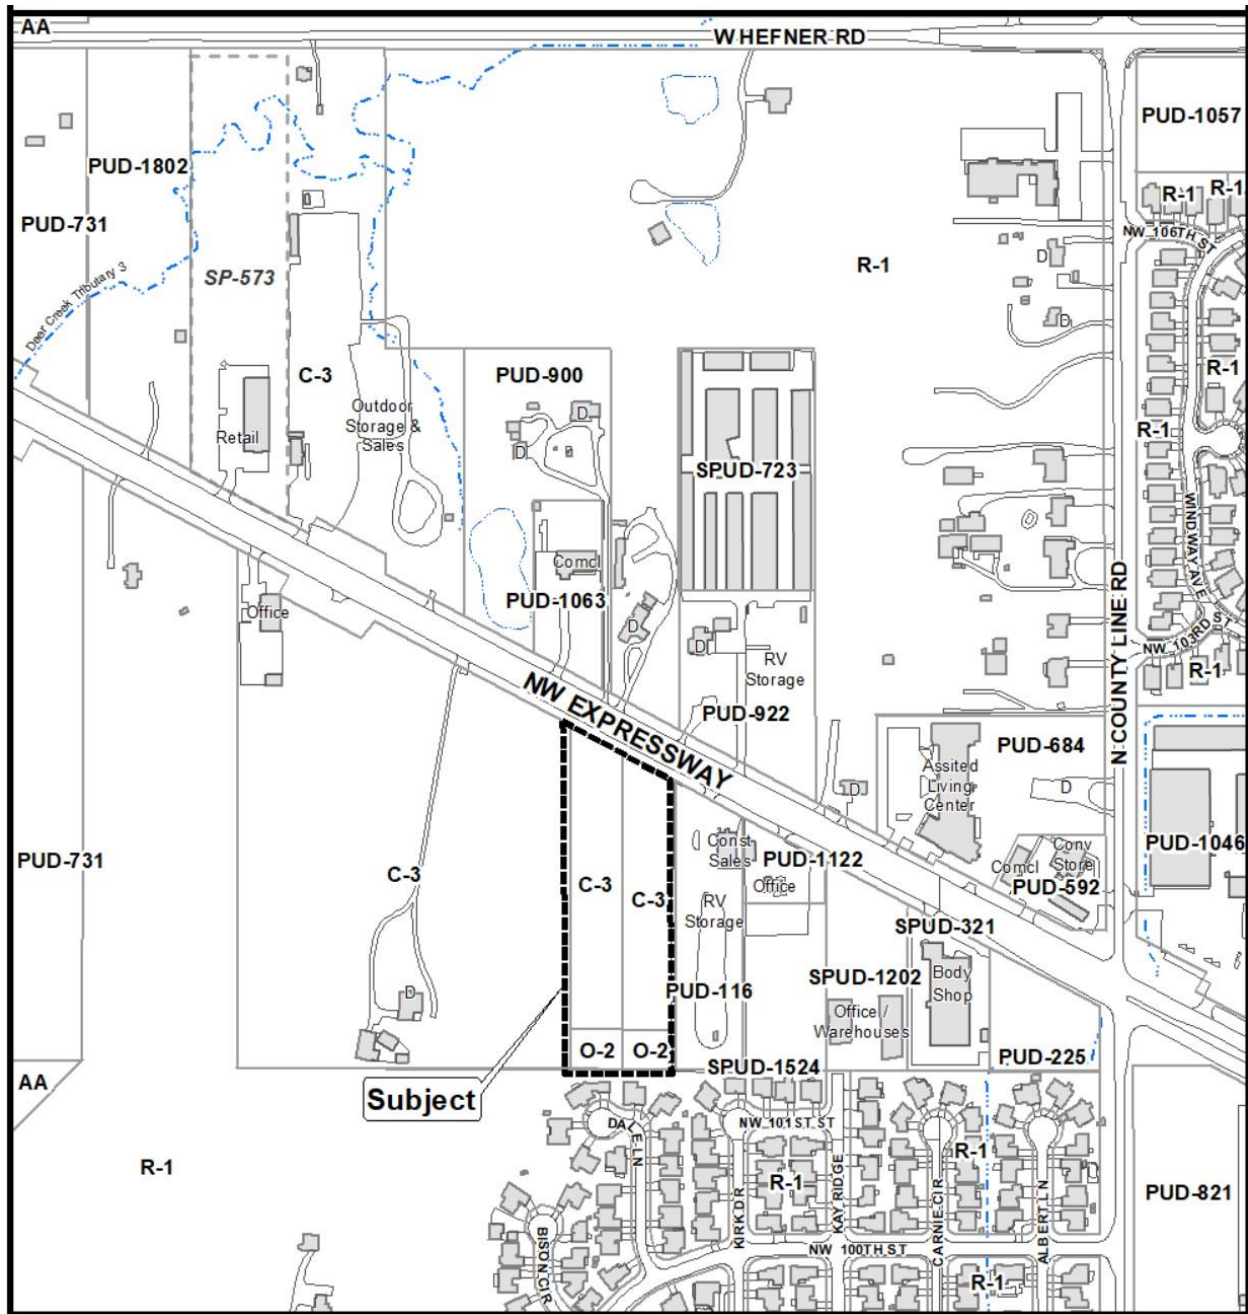 AA
W HEFNER RD
PUD-1057
PUD-1802
R-1
R-1
PUD-731
NW 106TH ST
D
R-1
SP-573
Deer Creek Tributary 3
D
C-3
PUD-900
R-1
Outdoor
Storage &
Sales
D
Retail
R-1
D
SPUD-723
WINDWAY AVE
Comcl
PUD-1063
Office
D
N COUNTY LINE RD
D
NW 103RD ST
RV
Storage
R-1
NW EXPRESSWAY
PUD-922
PUD-684
Assited
Living
Center
D
D
Const
Sales
PUD-1122
Conv
Store
PUD-1046
PUD-731
Comcl
C-3
C-3
Office
PUD-592
C-3
RV
Storage
SPUD-321
SPUD-1202
Body
Shop
D
PUD-116
Office /
Warehouses
O-2
O-2
PUD-225
SPUD-1524
AA
Subject
DALE LN
NW 101ST ST
R-1
R-1
R-1
KAY RIDGE
PUD-821
KIRK DR
CARNIE CIR
ALBERT LN
BISON CIR
NW 100TH ST
R-1